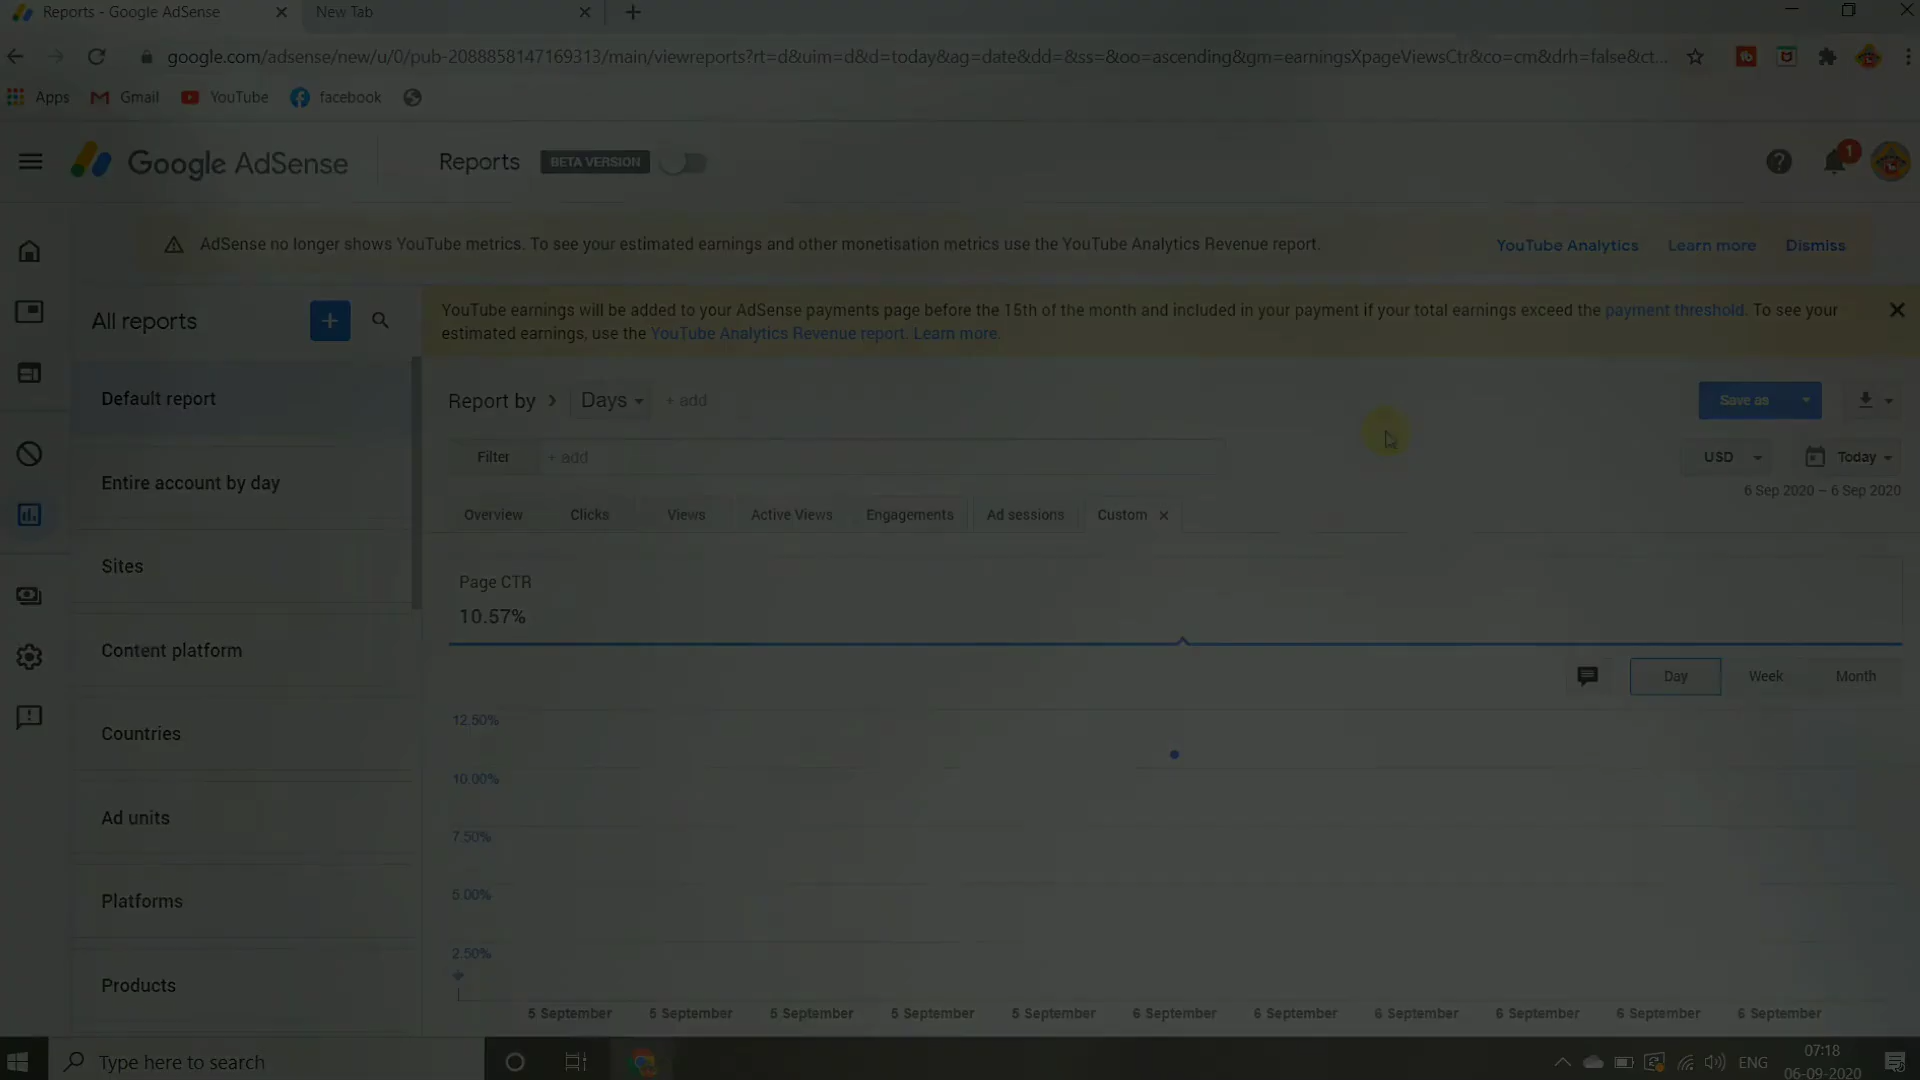 Reports - Google AdSense
New Tab
google.com/adsense/new/u/0/pub-2088858147169313/main/viewreports?rt=d&uim=d&d=today&ag=date&dd=&ss=&oo=ascending&gm=earningsXpageViewsCtr&co=cm&drh=false&ct...
Apps
Gmail
YouTube
facebook
Google AdSense
Reports
BETA VERSION
1
AdSense no longer shows YouTube metrics. To see your estimated earnings and other monetisation metrics use the YouTube Analytics Revenue report.
YouTube Analytics
Learn more
Dismiss
All reports
+
YouTube earnings will be added to your AdSense payments page before the 15th of the month and included in your payment if your total earnings exceed the payment threshold. To see your
estimated earnings, use the YouTube Analytics Revenue report. Learn more.
Default report
Entire account by day
Sites
Content platform
Countries
Ad units
Platforms
Products
Report by
Days
+ add
Save as
Filter
+ add
USD
Today
6 Sep 2020 – 6 Sep 2020
Overview
Clicks
Views
Active Views
Engagements
Ad sessions
Custom
Page CTR
10.57%
Day
Week
Month
12.50%
10.00%
7.50%
5.00%
2.50%
5 September
5 September
5 September
5 September
5 September
6 September
6 September
6 September
6 September
6 September
6 September
Type here to search
ENG
07:18
06-09-2020